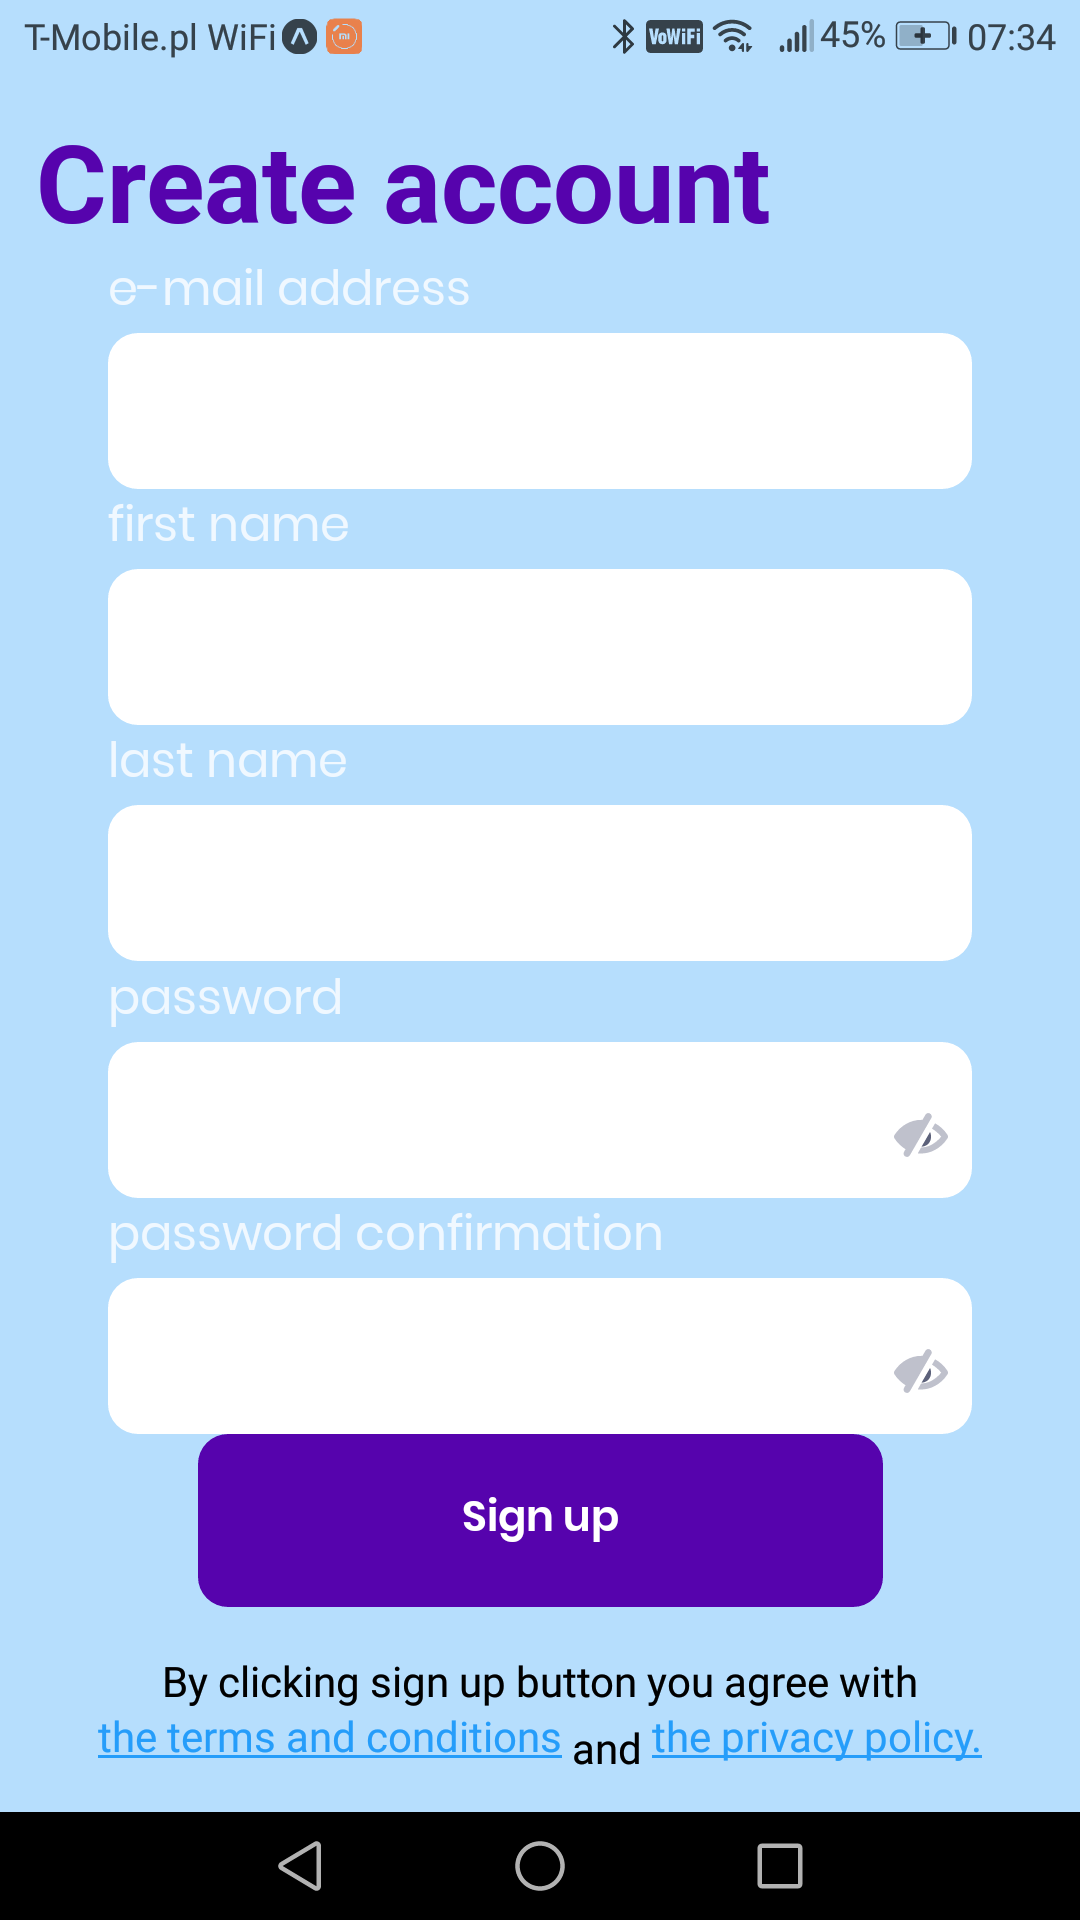 T-Mobile.pl WiFi mi VoWiFi 45% 07:34
Create account
e-mail address
first name
last name
password
password confirmation
Sign up
By clicking sign up button you agree with
the terms and conditions and the privacy policy.